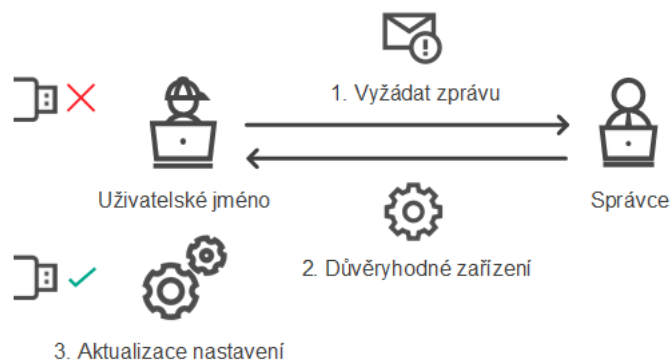 1. Vyžádat zprávu
Uživatelské jméno
Správce
2. Důvěryhodné zařízení
3. Aktualizace nastavení